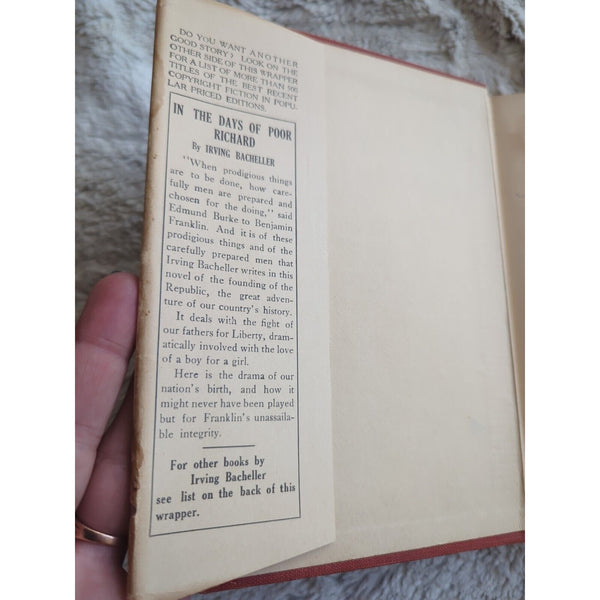 DO YOU WANT ANOTHER
GOOD STORY? LOOK ON THE
OTHER SIDE OF THIS WRAPPER
FOR A LIST OF MORE THAN 500
TITLES OF THE BEST RECENT
COPYRIGHT FICTION IN POPU-
LAR PRICED EDITIONS.
IN THE DAYS OF POOR
RICHARD
By IRVING BACHELLER
"When prodigious things
are to be done, how care-
fully men are prepared and
chosen for the doing," said
Edmund Burke to Benjamin
Franklin. And it is of these
prodigious things and of the
carefully prepared men that
Irving Bacheller writes in this
novel of the founding of the
Republic, the great adven-
ture of our country's history.
It deals with the fight of
our fathers for Liberty, dram-
atically involved with the love
of a boy for a girl.
Here is the drama of our
nation's birth, and how it
might never have been played
but for Franklin's unassaila-
ble integrity.
For other books by
Irving Bacheller
see list on the back of this
wrapper.